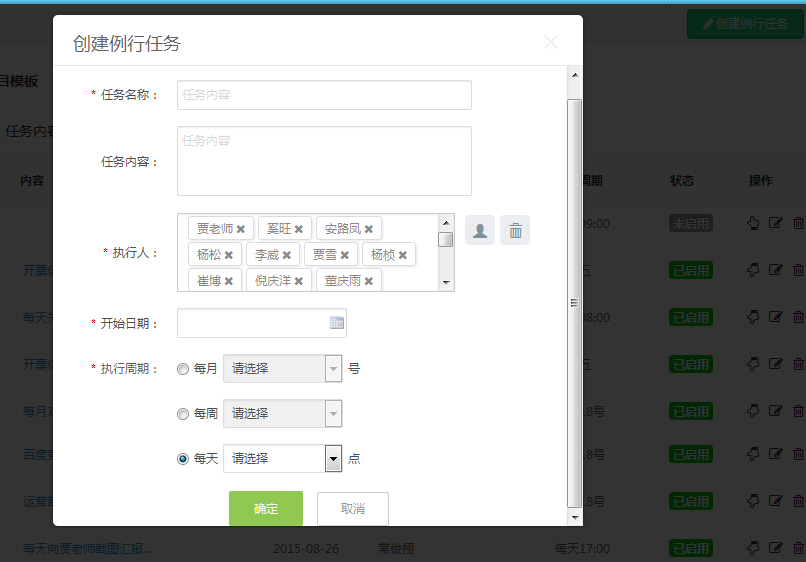 创建例行任务
创建例行任务
目模板
* 任务名称： 任务内容
任务内容
任务内容： 任务内容
内容 周期 状态 操作
* 执行人： 贾老师 奚旺 安路凤
杨松 李威 贾雪 杨桢
崔博 倪庆洋 董庆雨
09:00 未启用
开票 五 已启用
* 开始日期：
每天 08:00 已启用
* 执行周期： 每月 请选择 号
开票 五 已启用
每周 请选择
每月 8号 已启用
每天 请选择 点
百度 8号 已启用
确定 取消
运营 8号 已启用
每天向贾老师截图汇报... 2015-08-26 常俊栩 每天17:00 已启用